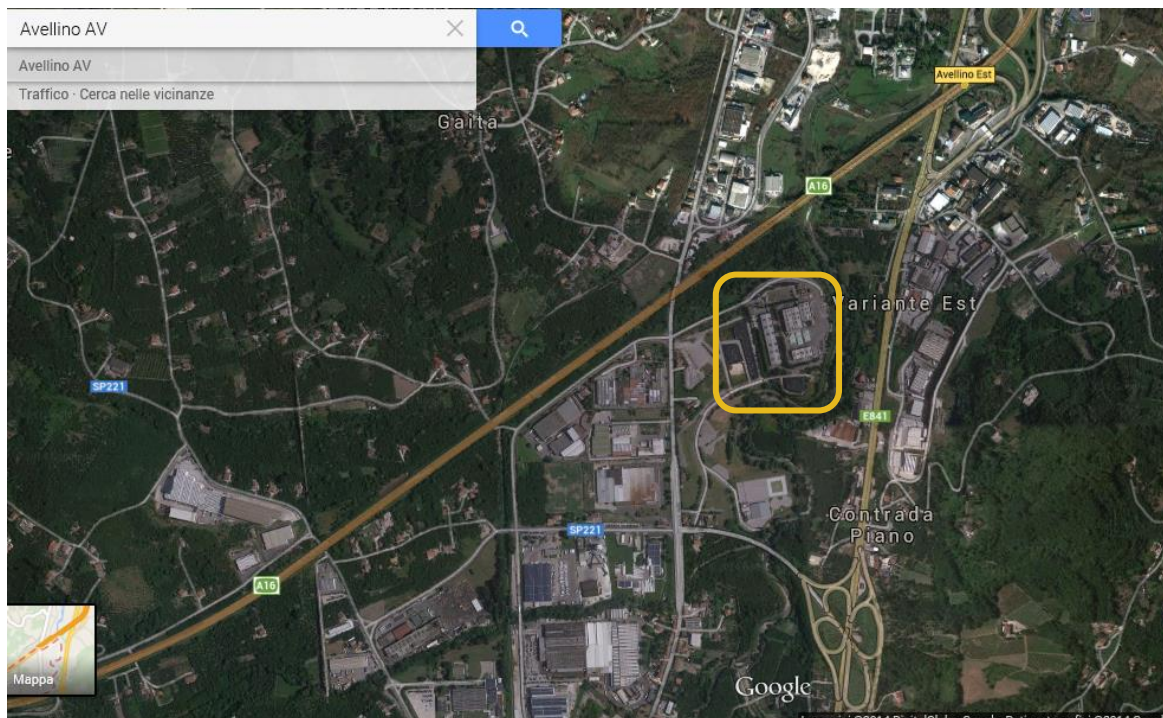 Avellino AV
Avellino AV
Traffico · Cerca nelle vicinanze
Avellino Est
Gaita
e
A16
Variante Est
SP221
E841
Contrada
Piano
SP221
A16
Mappa
Google